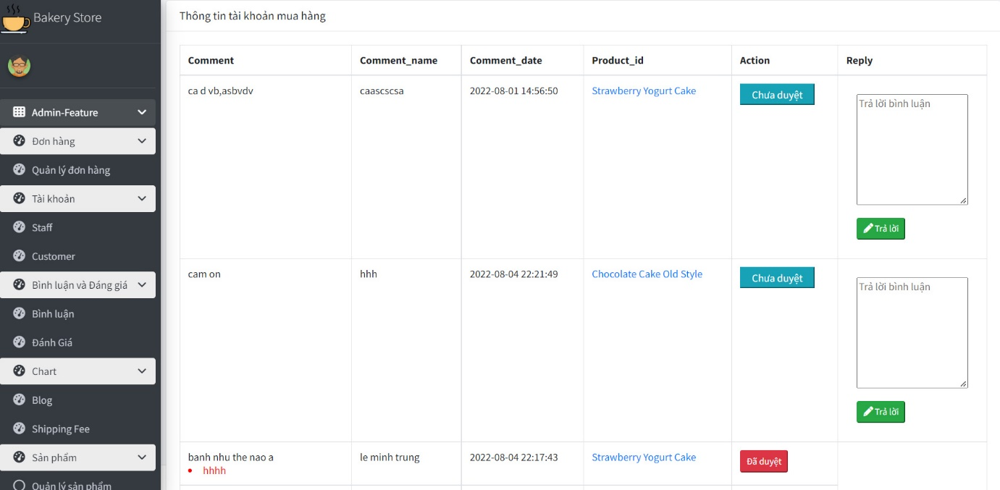 Bakery Store
Admin-Feature
Đơn hàng
Quản lý đơn hàng
Tài khoản
Staff
Customer
Bình luận và Đáng giá
Bình luận
Đánh Giá
Chart
Blog
Shipping Fee
Sản phẩm
Quản lý sản phẩm
Thông tin tài khoản mua hàng
Comment Comment_name Comment_date Product_id Action Reply
ca d vb,asbvdv caascscsa 2022-08-01 14:56:50 Strawberry Yogurt Cake Chưa duyệt
Trả lời bình luận
Trả lời
cam on hhh 2022-08-04 22:21:49 Chocolate Cake Old Style Chưa duyệt
Trả lời bình luận
Trả lời
banh nhu the nao a le minh trung 2022-08-04 22:17:43 Strawberry Yogurt Cake Đã duyệt
• hhhh